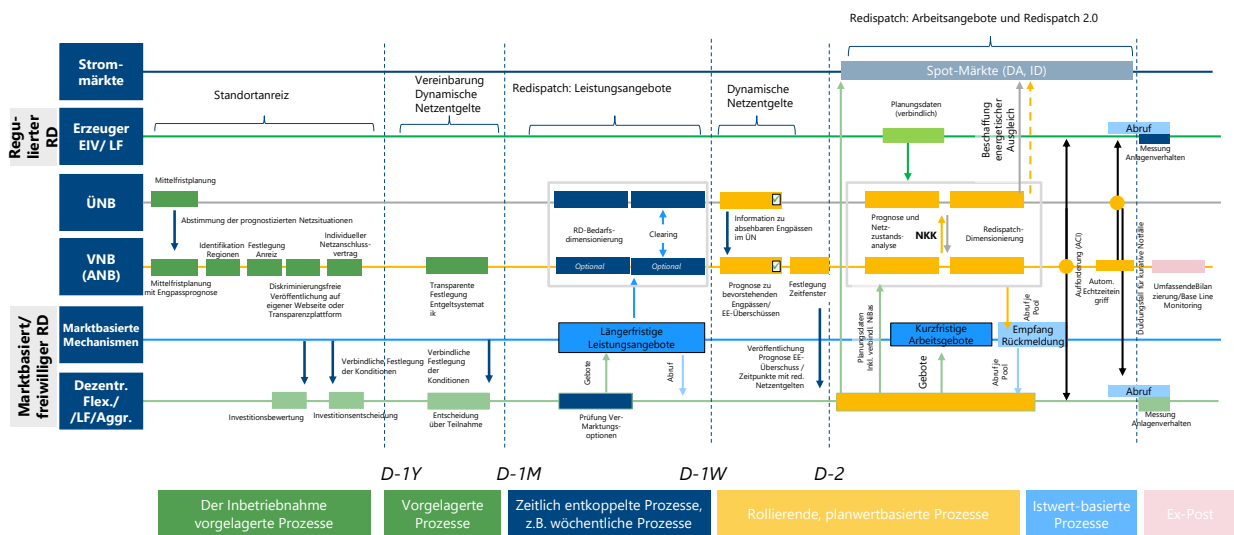 Redispatch: Arbeitsangebote und Redispatch 2.0
Strom-
märkte
Spot-Märkte (DA, ID)
Standortanreiz
Vereinbarung
Dynamische
Netzentgelte
Redispatch: Leistungsangebote
Dynamische
Netzentgelte
Planungsdaten
(verbindlich)
Beschaffung
energetischer
Ausgleich
Regu-
lierter
RD
Erzeuger
EIV/ LF
Abruf
Messung
Anlagenverhalten
Mittelfristplanung
ÜNB
Abstimmung der prognostizierten Netzsituationen
RD-Bedarfs-
dimensionierung
Clearing
Information zu
absehbaren Engpässen
im ÜN
Prognose und
Netz-
zustands-
analyse
NKK
Redispatch-
Dimensionierung
Identifikation
Regionen
Festlegung
Anreiz
Individueller
Netzanschluss-
vertrag
VNB
(ANB)
Optional
Optional
Mittelfristplanung
mit Engpassprognose
Diskriminierungsfreie
Veröffentlichung auf
eigener Webseite oder
Transparenzplattform
Transparente
Festlegung
Entgeltsystemat
ik
Prognose zu
bevorstehenden
Engpässen/
EE-Überschüssen
Festlegung
Zeitfenster
Aufforderung (ACI)
Autom.
Echtzeitein
griff
Duldungsfall für kurative Notfälle
UmfassendeBilan
zierung/Base Line
Monitoring
Marktbasiert/
freiwilliger RD
Marktbasierte
Mechanismen
Längerfristige
Leistungsangebote
Planungsdaten
Inkl. verbindl. NiBas
Kurzfristige
Arbeitsgebote
Abruf je
Pool
Empfang
Rückmeldung
Verbindliche Festlegung
der Konditionen
Verbindliche
Festlegung
der
Konditionen
Gebote
Abruf
Veröffentlichung
Prognose EE-
Überschuss /
Zeitpunkte mit red.
Netzentgelten
Gebote
Abruf je
Pool
Dezentr.
Flex./
/LF/Aggr.
Abruf
Investitionsbewertung
Investitionsentscheidung
Entscheidung
über Teilnahme
Prüfung Ver-
Marktungs-
optionen
Messung
Anlagenverhalten
D-1Y
D-1M
D-1W
D-2
Der Inbetriebnahme
vorgelagerte Prozesse
Vorgelagerte
Prozesse
Zeitlich entkoppelte Prozesse,
z.B. wöchentliche Prozesse
Rollierende, planwertbasierte Prozesse
Istwert-basierte
Prozesse
Ex-Post